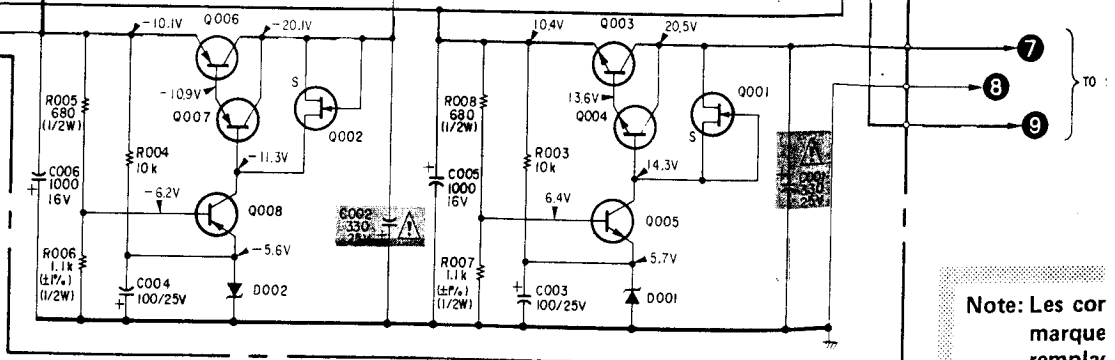 -10.1V
Q006
-20.1V
10.4V
Q003
20.5V
7
8
9
TO
R005
680
(1/2W)
-10.9V
Q007
S
Q002
R008
680
(1/2W)
13.6V
Q004
Q001
S
R004
10k
-11.3V
R003
10k
14.3V
C006
1000
16V
+
-6.2V
Q008
C002
330
25V
+
C005
1000
16V
+
6.4V
Q005
C001
330
25V
+
R006
1.1k
(±1%)
(1/2W)
-5.6V
C004
100/25V
+
D002
R007
1.1k
(±1%)
(1/2W)
5.7V
C003
100/25V
+
D001
Note: Les cor
marque
remplac